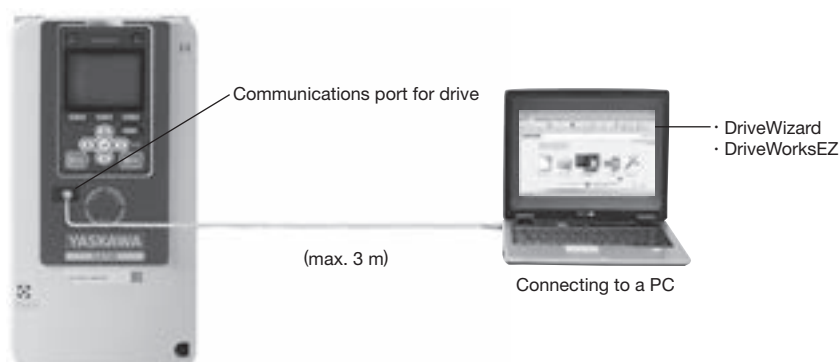 Communications port for drive
· DriveWizard
· DriveWorksEZ
YASKAWA
(max. 3 m)
Connecting to a PC